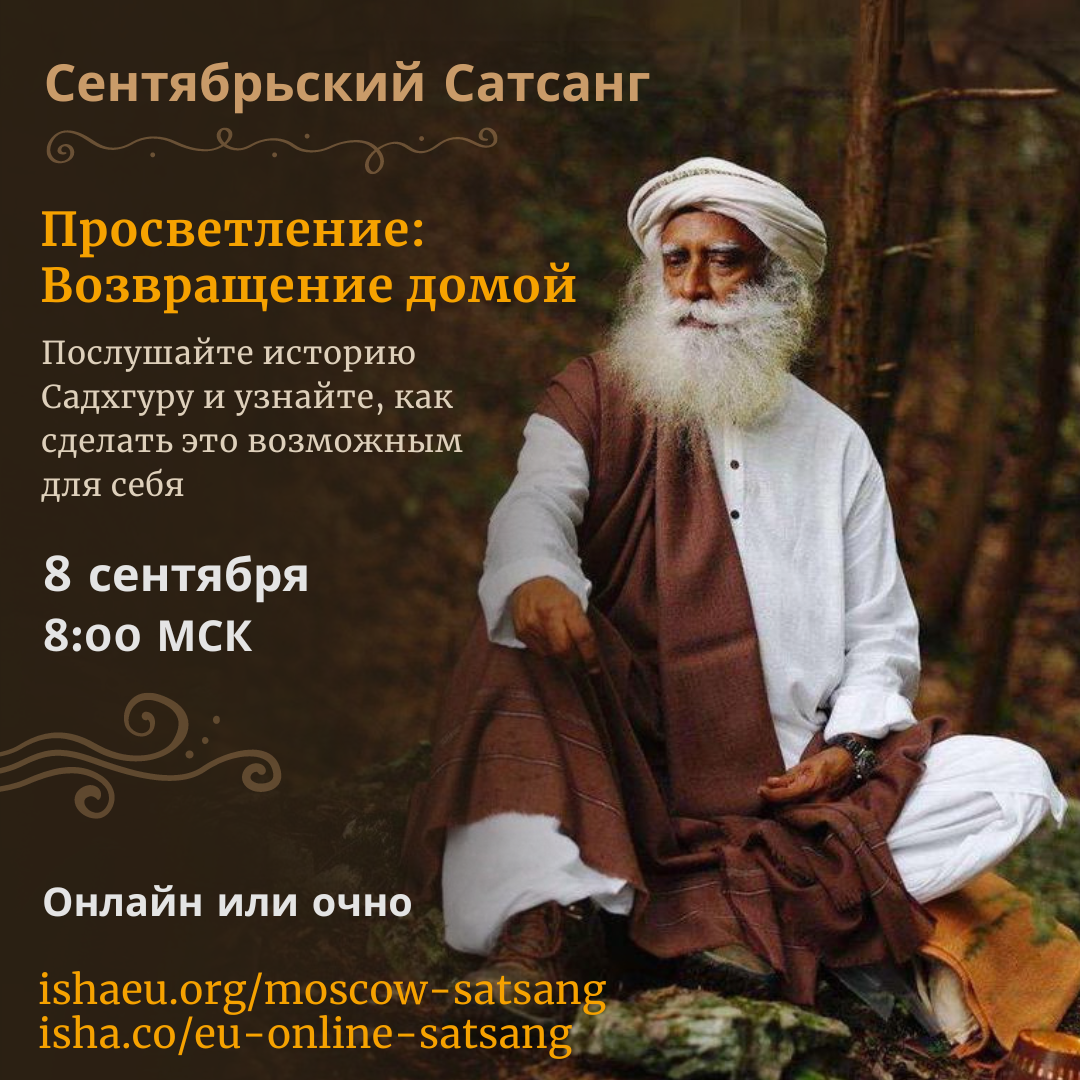 Сентябрьский Сатсанг
Просветление:
Возвращение домой
Послушайте историю
Садхгуру и узнайте, как
сделать это возможным
для себя
8 сентября
8:00 МСК
Онлайн или очно
ishaeu.org/moscow-satsang
isha.co/eu-online-satsang